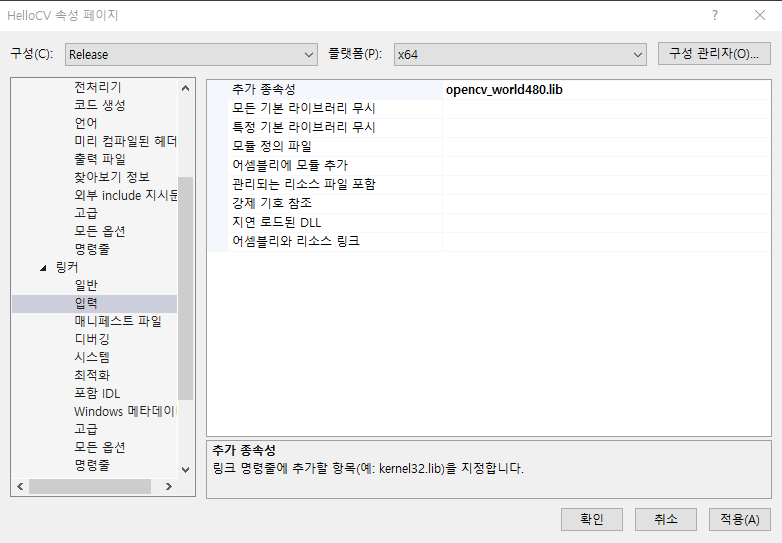 HelloCV 속성 페이지
구성(C): Release 플랫폼(P): x64 구성 관리자(O)...
전처리기
코드 생성
언어
미리 컴파일된 헤더
출력 파일
찾아보기 정보
외부 include 지시문
고급
모든 옵션
명령줄
링커
일반
입력
매니페스트 파일
디버깅
시스템
최적화
포함 IDL
Windows 메타데이터
고급
모든 옵션
명령줄
추가 종속성 opencv_world480.lib
모든 기본 라이브러리 무시
특정 기본 라이브러리 무시
모듈 정의 파일
어셈블리에 모듈 추가
관리되는 리소스 파일 포함
강제 기호 참조
지연 로드된 DLL
어셈블리와 리소스 링크
추가 종속성
링크 명령줄에 추가할 항목(예: kernel32.lib)을 지정합니다.
확인 취소 적용(A)